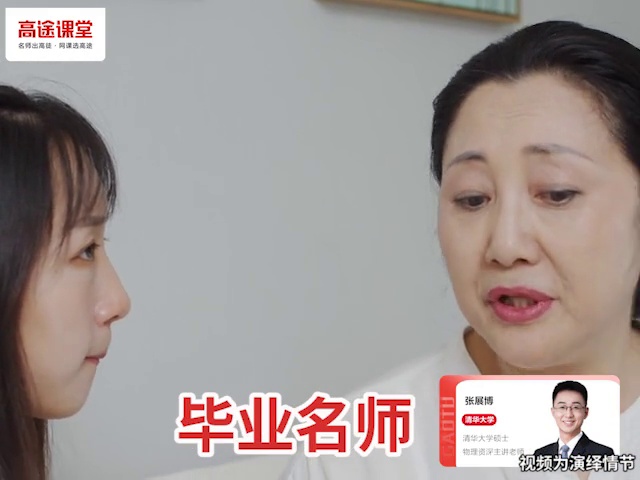 高途课堂
名师出高徒·网课选高途
毕业名师
GAOTU
张展博
清华大学
清华大学硕士
物理资深主讲老师
视频为演绎情节